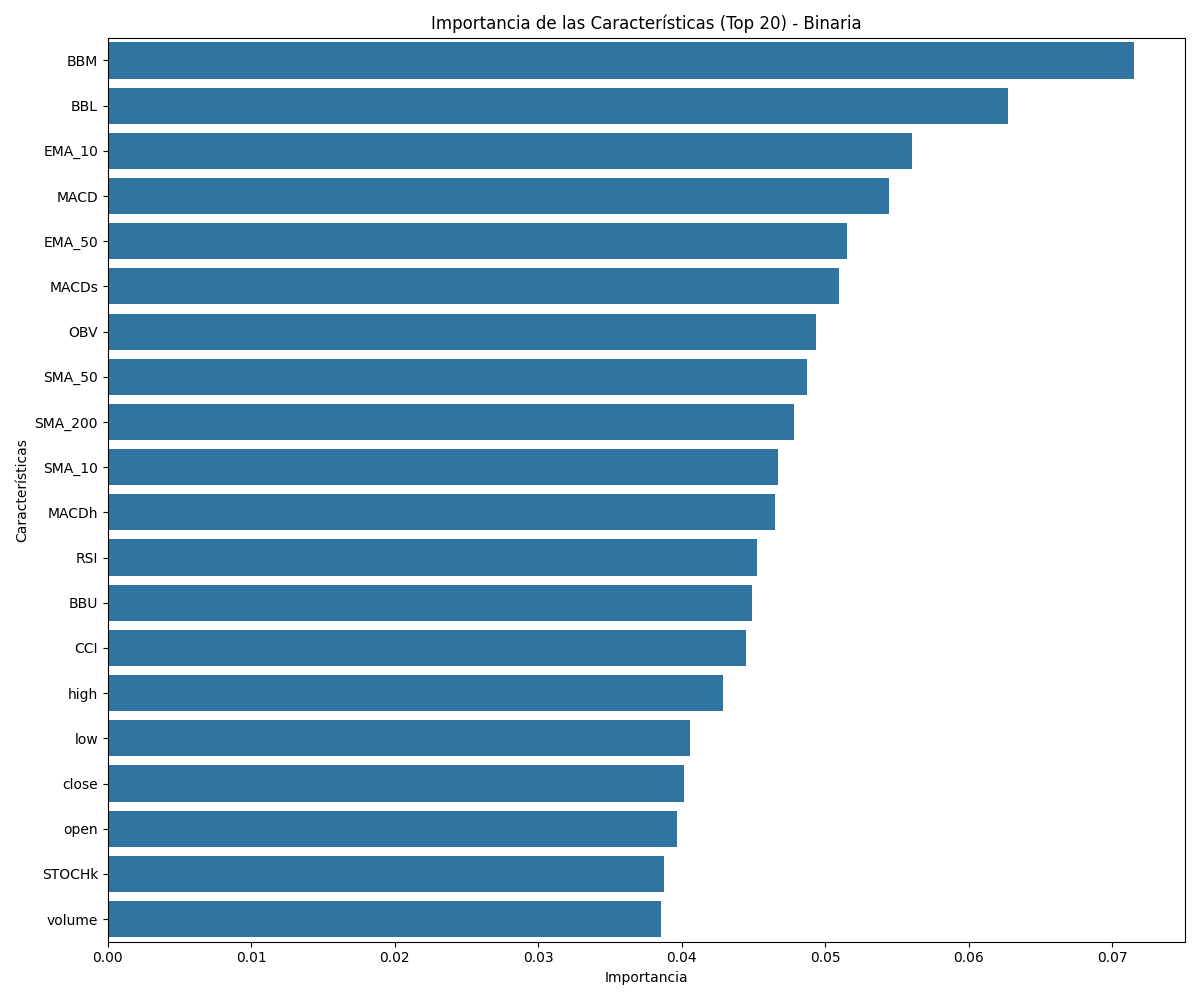 Importancia de las Características (Top 20) - Binaria
BBM
BBL
EMA_10
MACD
EMA_50
MACDs
OBV
SMA_50
SMA_200
SMA_10
MACDh
RSI
BBU
CCI
high
low
close
open
STOCHk
volume
Características
0.00 0.01 0.02 0.03 0.04 0.05 0.06 0.07
Importancia